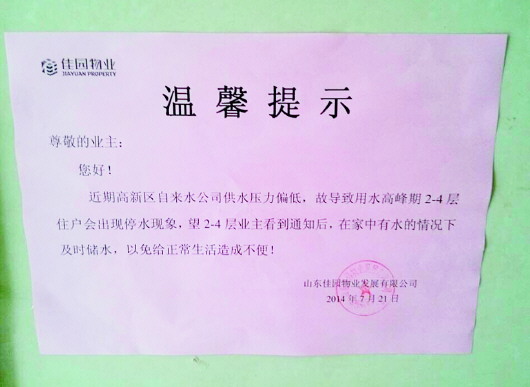 佳园物业
JIAYUAN PROPERTY
温馨提示
尊敬的业主:
您好!
近期高新区自来水公司供水压力偏低，故导致用水高峰期2-4层
住户会出现停水现象，望2-4层业主看到通知后，在家中有水的情况下
及时储水，以免给正常生活造成不便!
山东佳园物业发展有限公司
2014年7月21日